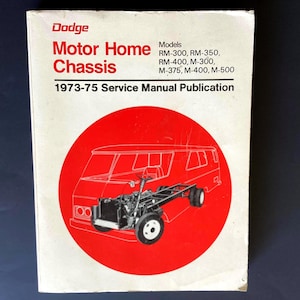 Dodge
Motor Home
Chassis
Models
RM-300, RM-350,
RM-400, M-300,
M-375, M-400, M-500
1973-75 Service Manual Publication